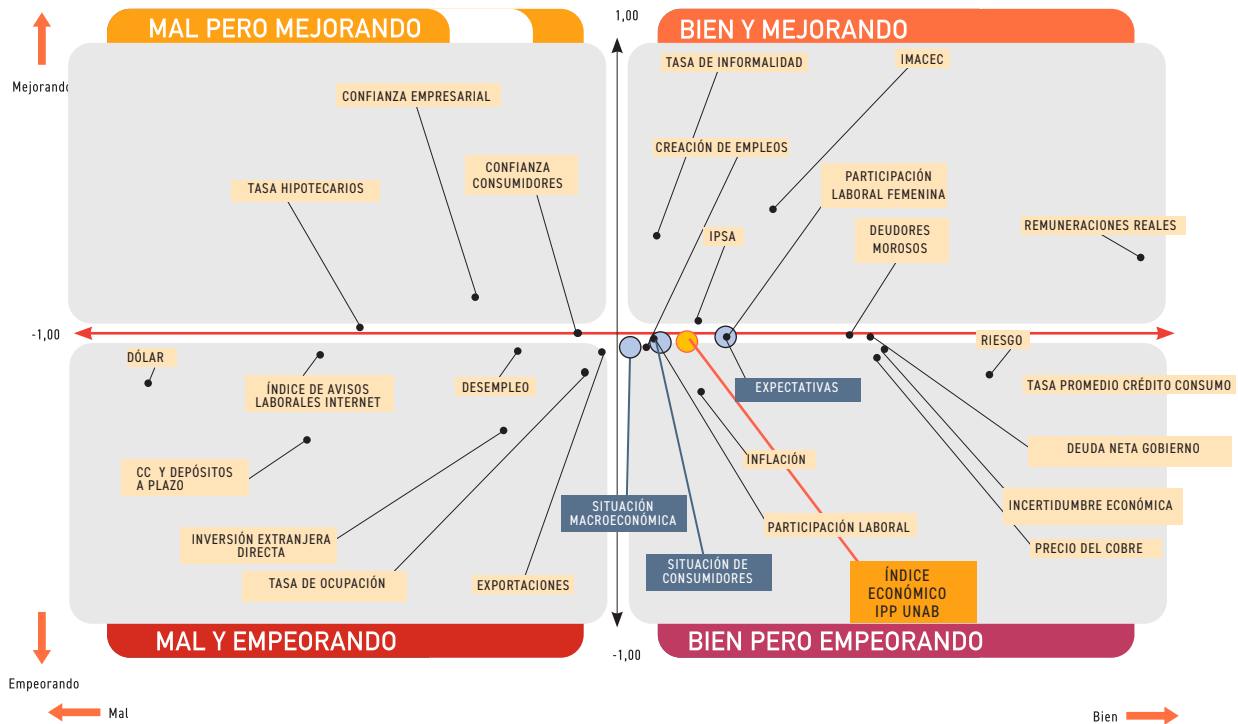 MAL PERO MEJORANDO
1,00
BIEN Y MEJORANDO
Mejorando
CONFIANZA EMPRESARIAL
TASA DE INFORMALIDAD
IMACEC
CREACIÓN DE EMPLEOS
TASA HIPOTECARIOS
CONFIANZA
CONSUMIDORES
PARTICIPACIÓN
LABORAL FEMENINA
IPSA
DEUDORES
MOROSOS
REMUNERACIONES REALES
-1,00
DÓLAR
ÍNDICE DE AVISOS
LABORALES INTERNET
DESEMPLEO
EXPECTATIVAS
RIESGO
TASA PROMEDIO CRÉDITO CONSUMO
CC Y DEPÓSITOS
A PLAZO
INFLACIÓN
DEUDA NETA GOBIERNO
SITUACIÓN
MACROECONÓMICA
PARTICIPACIÓN LABORAL
INCERTIDUMBRE ECONÓMICA
INVERSIÓN EXTRANJERA
DIRECTA
PRECIO DEL COBRE
TASA DE OCUPACIÓN
EXPORTACIONES
SITUACIÓN DE
CONSUMIDORES
ÍNDICE
ECONÓMICO
IPP UNAB
MAL Y EMPEORANDO
-1,00
BIEN PERO EMPEORANDO
Empeorando
Mal
Bien